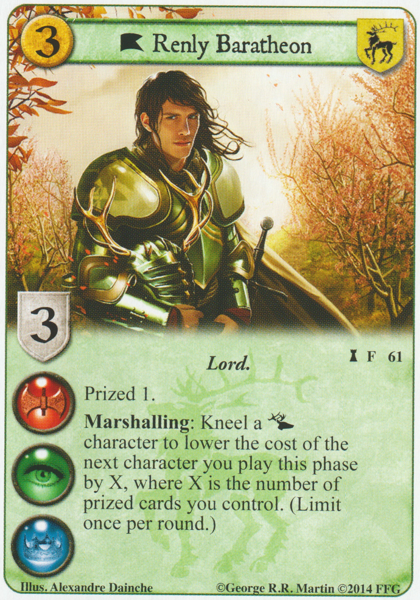 3
Renly Baratheon
3
Lord.
F 61
Prized 1.
Marshalling: Kneel a
character to lower the cost of the
next character you play this phase
by X, where X is the number of
prized cards you control. (Limit
once per round.)
Illus. Alexandre Dainche ©George R.R. Martin ©2014 FFG